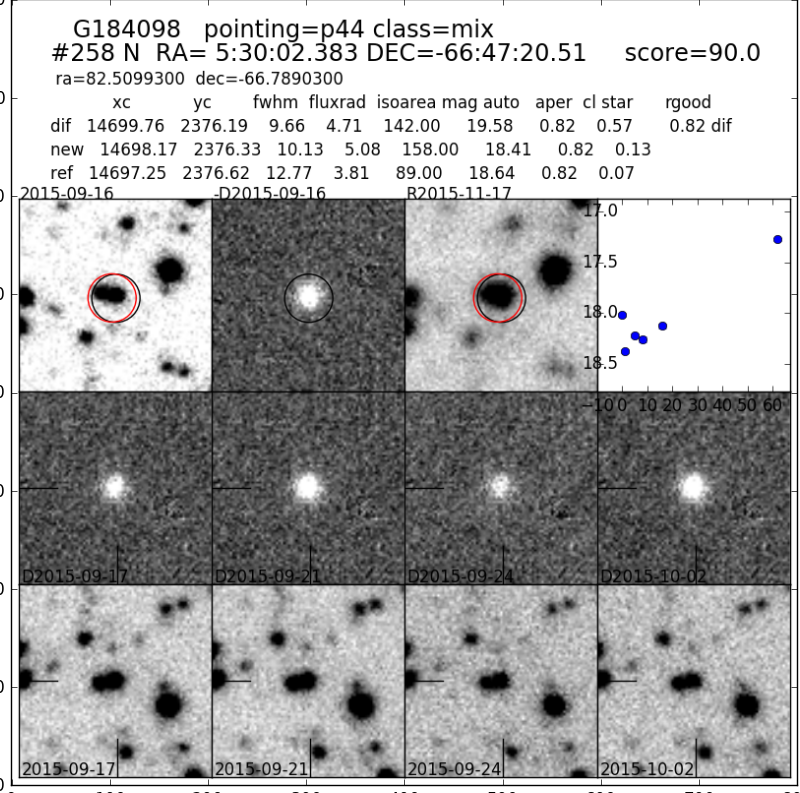 G184098 pointing=p44 class=mix
#258 N RA= 5:30:02.383 DEC=-66:47:20.51 score=90.0
ra=82.5099300 dec=-66.7890300
xc yc fwhm fluxrad isoarea mag auto aper cl star rgood
dif 14699.76 2376.19 9.66 4.71 142.00 19.58 0.82 0.57 0.82 dif
new 14698.17 2376.33 10.13 5.08 158.00 18.41 0.82 0.13
ref 14697.25 2376.62 12.77 3.81 89.00 18.64 0.82 0.07
2015-09-16 -D2015-09-16 R2015-11-17
17.0
17.5
18.0
18.5
−10 0 10 20 30 40 50 60
D2015-09-17 D2015-09-21 D2015-09-24 D2015-10-02
2015-09-17 2015-09-21 2015-09-24 2015-10-02